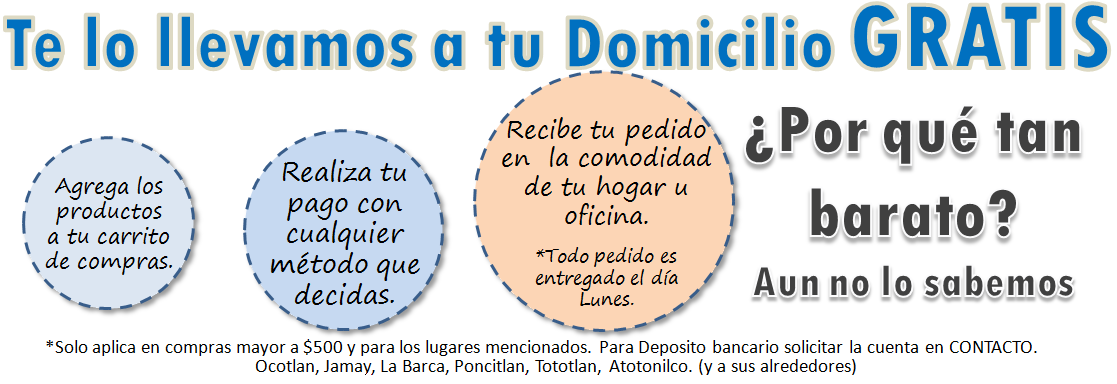 Te lo llevamos a tu Domicilio GRATIS
Agrega los
productos
a tu carrito
de compras.
Realiza tu
pago con
cualquier
método que
decidas.
Recibe tu pedido
en la comodidad
de tu hogar u
oficina.
*Todo pedido es
entregado el día
Lunes.
¿Por qué tan
barato?
Aun no lo sabemos
*Solo aplica en compras mayor a $500 y para los lugares mencionados. Para Deposito bancario solicitar la cuenta en CONTACTO.
Ocotlan, Jamay, La Barca, Poncitlan, Tototlan, Atotonilco. (y a sus alrededores)